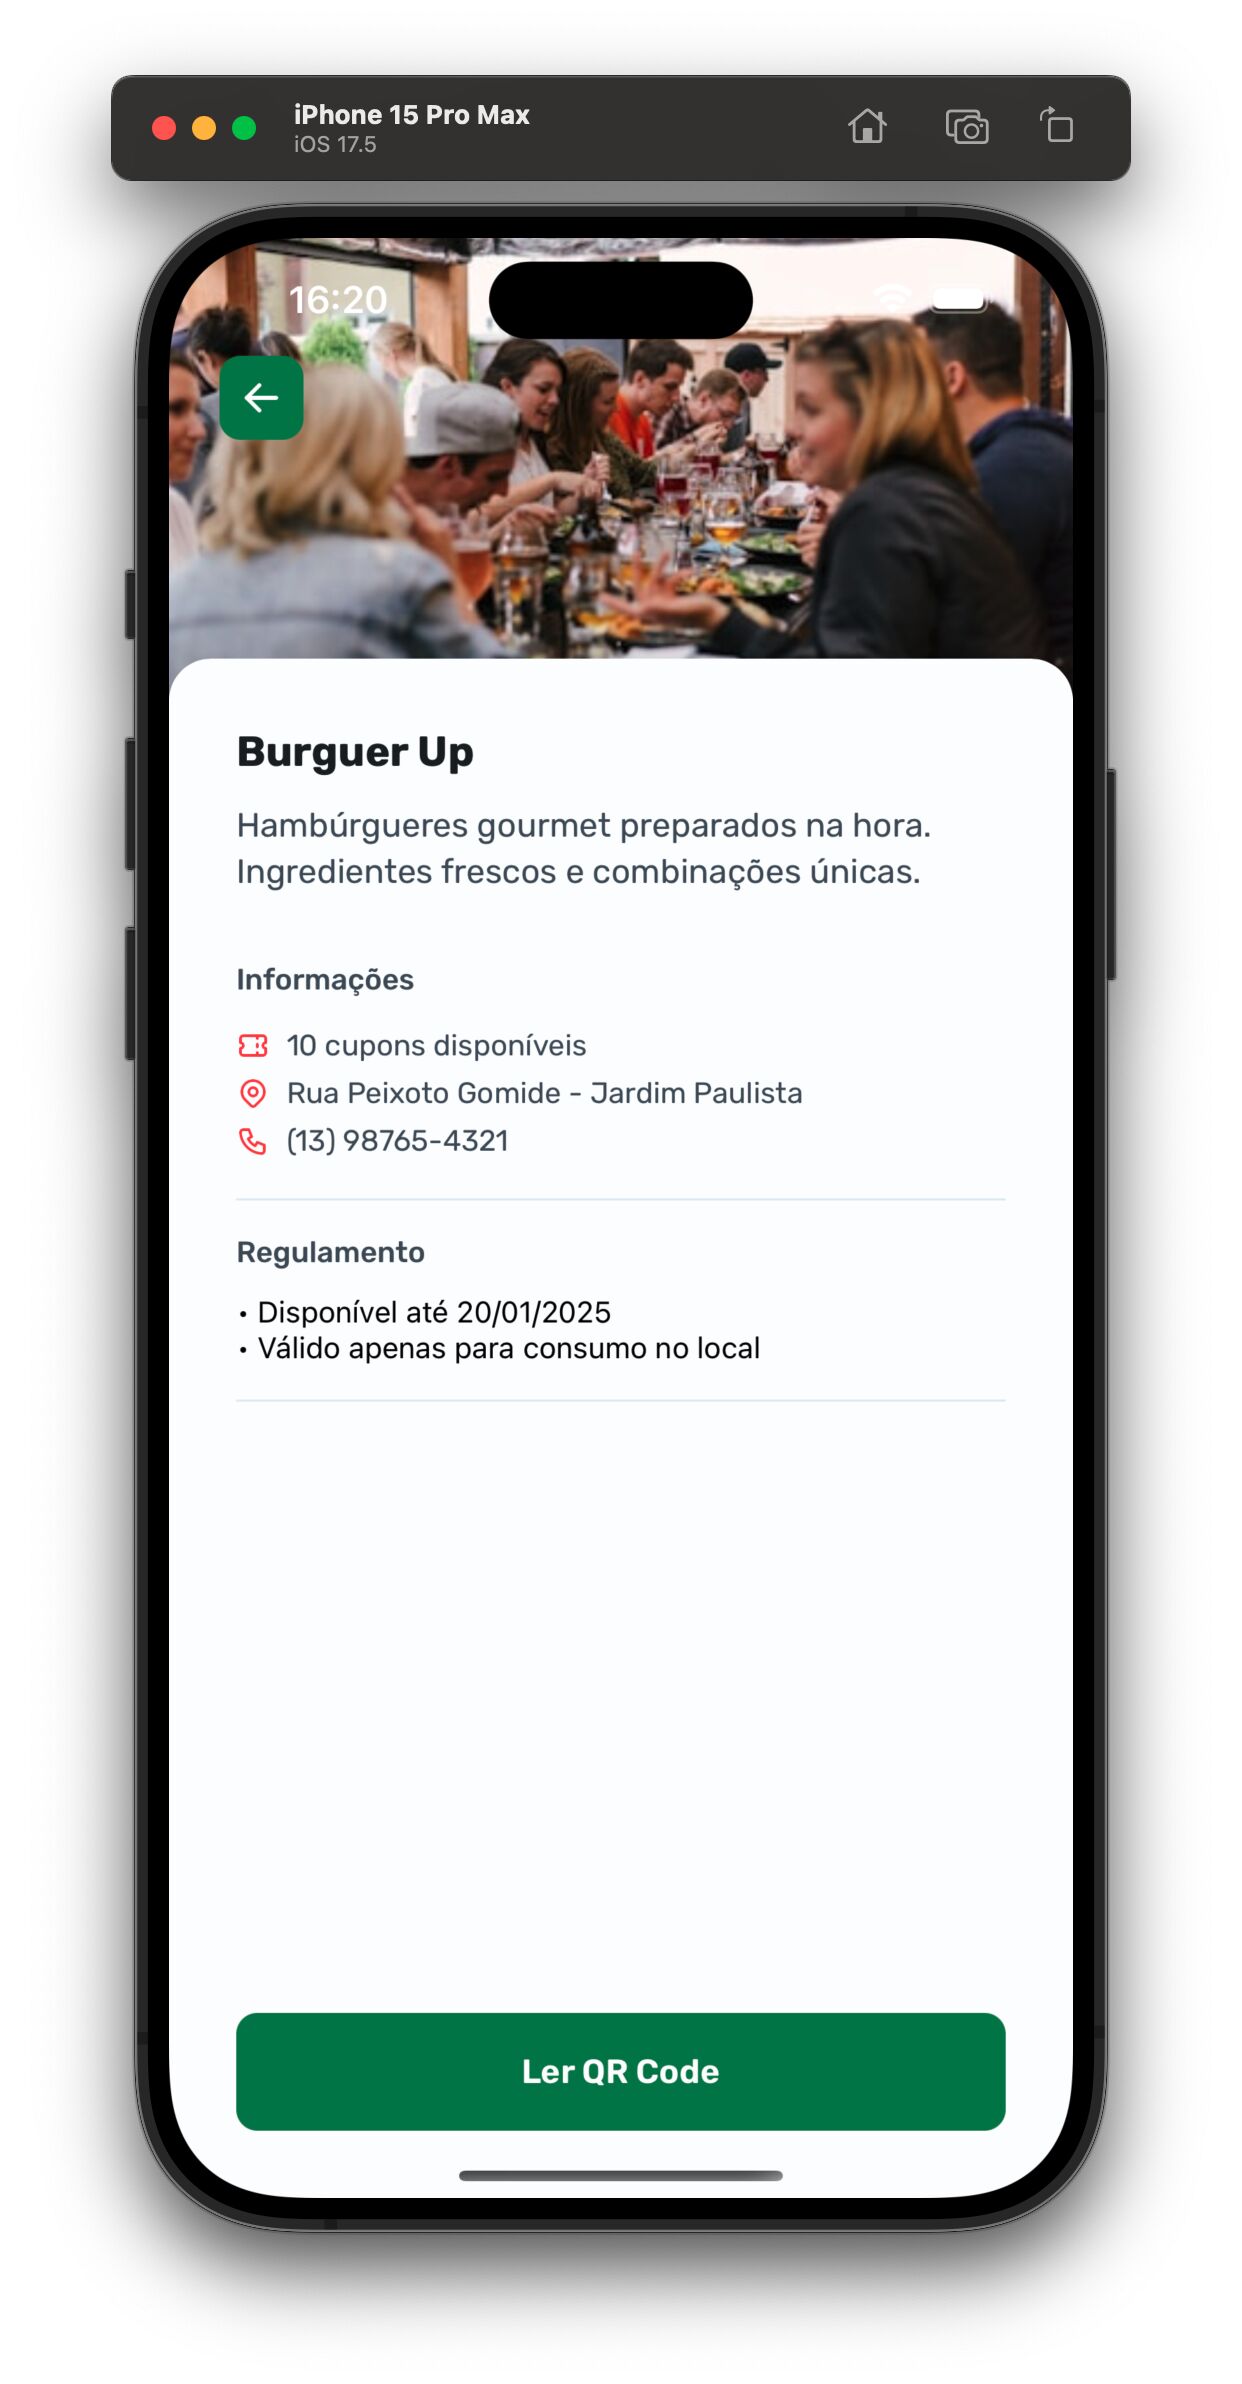 iPhone 15 Pro Max
iOS 17.5
16:20
Burguer Up
Hambúrgueres gourmet preparados na hora.
Ingredientes frescos e combinações únicas.
Informações
10 cupons disponíveis
Rua Peixoto Gomide - Jardim Paulista
(13) 98765-4321
Regulamento
• Disponível até 20/01/2025
• Válido apenas para consumo no local
Ler QR Code